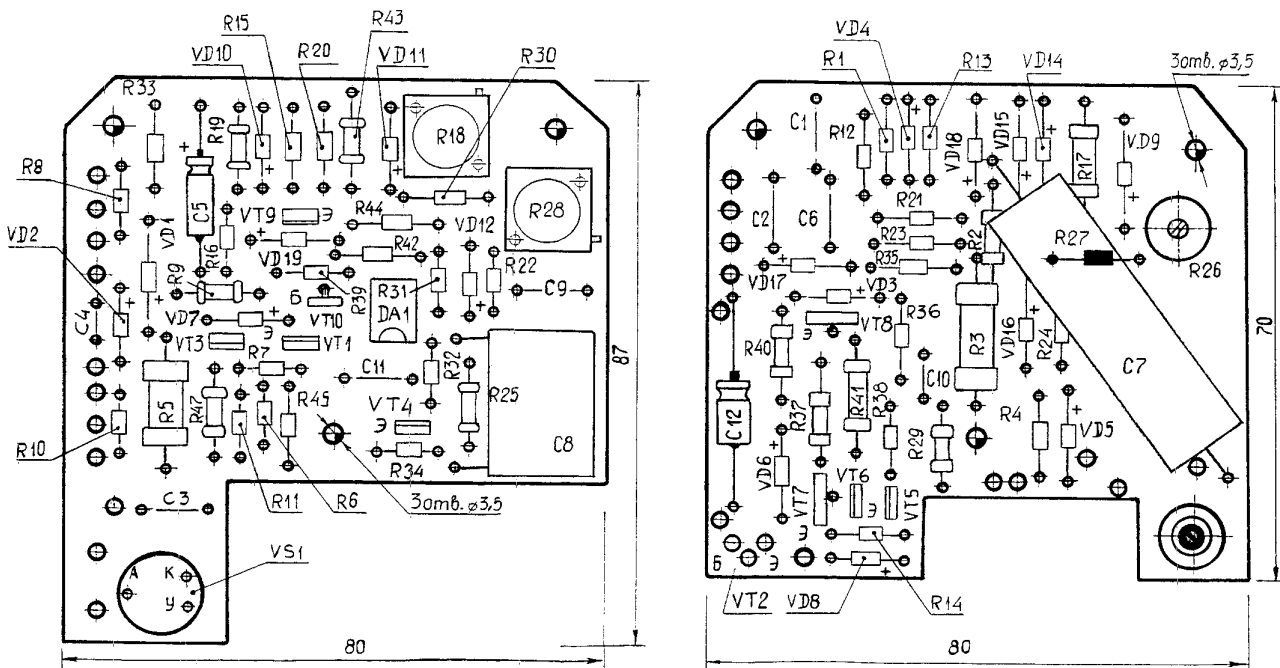 R15
R43
VD10
R20
VD11
R30
R33
R19
R18
R8
C5
VT9
Э
R44
R28
VD2
VD1
R16
VD12
R42
VD19
R22
R9
R39
R31
DA1
C9
C4
Б
VD7
VT10
Э
VT3
VT1
R7
R32
C11
R45
R25
R5
R47
VT4
Э
C8
R10
R34
R11
R6
3отв. ø3,5
C3
VS1
А
К
У
80
87
VD4
R1
R13
VD14
3отв. ø3,5
C1
R12
VD15
VD18
R17
VD9
C2
C6
R21
R23
R2
R27
R35
R26
VD17
VD3
Э
VT8
R36
R40
R3
VD16
R24
C7
C10
C12
R41
R38
R37
R4
R29
VD5
VD6
VT6
VT7
Э
VT5
Э
Б
Э
VT2
VD8
R14
80
70